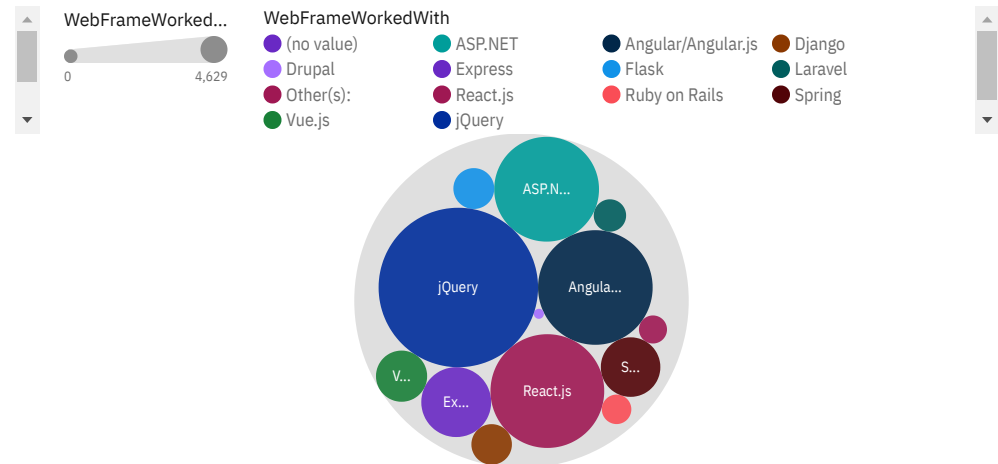 WebFrameWorked...
0 4,629
WebFrameWorkedWith
(no value) ASP.NET Angular/Angular.js Django
Drupal Express Flask Laravel
Other(s): React.js Ruby on Rails Spring
Vue.js jQuery
ASP.N...
jQuery Angula...
S...
V...
React.js
Ex...